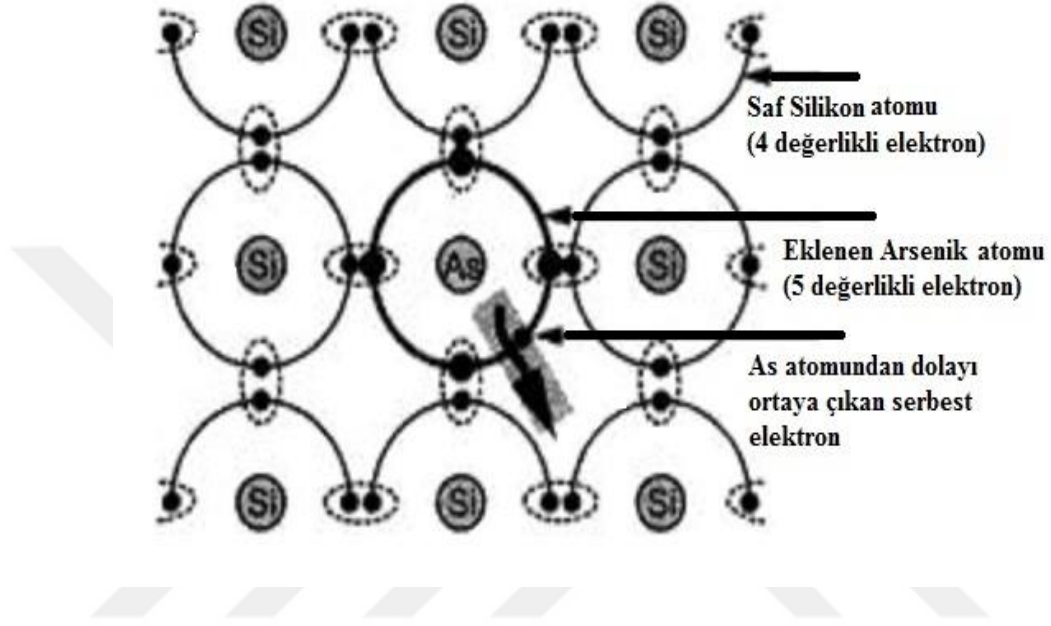 Si Si Si
Saf Silikon atomu
(4 değerlikli elektron)
Eklenen Arsenik atomu
(5 değerlikli elektron)
Si As Si
As atomundan dolayı
ortaya çıkan serbest
elektron
Si Si Si